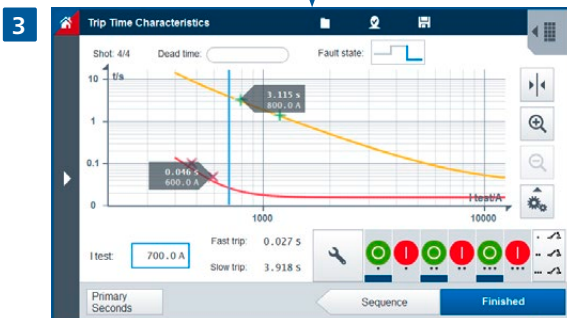 3
Trip Time Characteristics
Shot: 4/4
Dead time:
Fault state:
t/s
10
1
0.1
0
3.115 s
800.0 A
0.046 s
600.0 A
I test/A
1000
10000
I test:
700.0 A
Fast trip: 0.027 s
Slow trip: 3.918 s
Primary
Seconds
Sequence
Finished